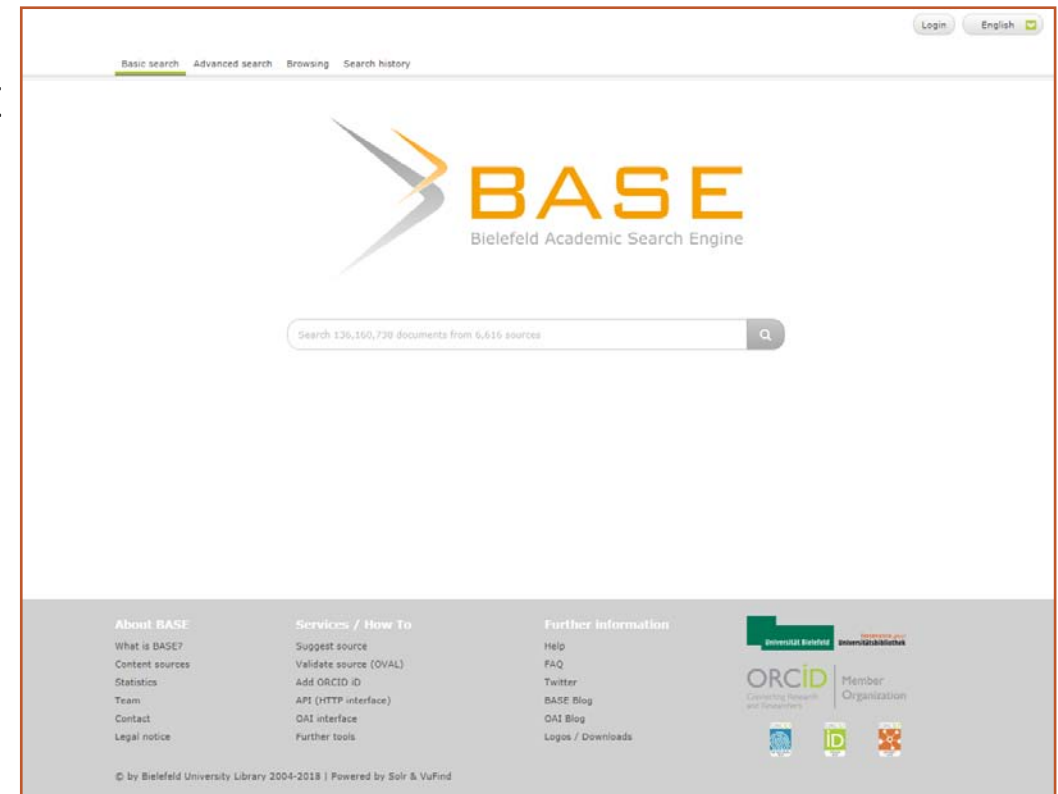 Login English
Basic search Advanced search Browsing Search history
BASE
Bielefeld Academic Search Engine
Search 136,160,738 documents from 6,616 sources
About BASE
What is BASE?
Content sources
Statistics
Team
Contact
Legal notice
Services / How To
Suggest source
Validate source (OVAL)
Add ORCID iD
API (HTTP interface)
OAI interface
Further tools
Further information
Help
FAQ
Twitter
BASE Blog
OAI Blog
Logos / Downloads
Universität Bielefeld
Universitätsbibliothek
ORCID
Connecting Research
and Researchers
Member
Organization
iD
© by Bielefeld University Library 2004-2018 | Powered by Solr & VuFind